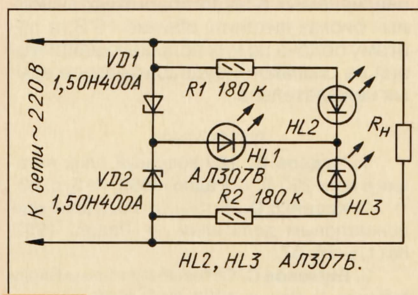 К сети ~ 220 В
VD1
1,5ОН400А
R1 180 к
HL2
HL1
АЛ307В
Rн
VD2
1,5ОН400А
R2 180 к
HL3
HL2, HL3 АЛ307Б.